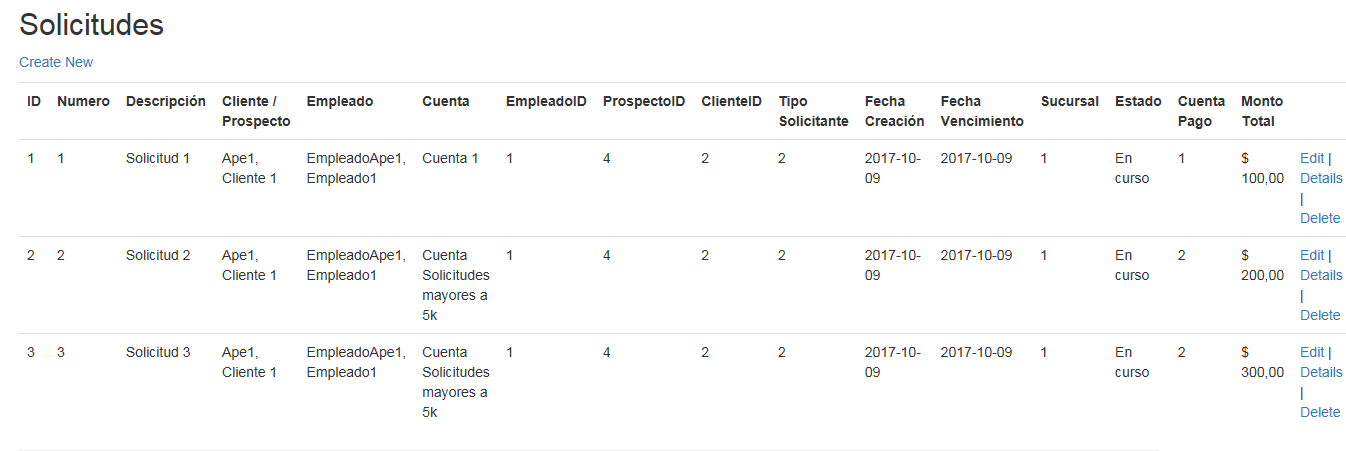 Solicitudes
Create New
ID Numero Descripción Cliente / Prospecto Empleado Cuenta EmpleadoID ProspectoID ClienteID Tipo Solicitante Fecha Creación Fecha Vencimiento Sucursal Estado Cuenta Pago Monto Total
1 1 Solicitud 1 Ape1, Cliente 1 EmpleadoApe1, Empleado1 Cuenta 1 1 4 2 2 2017-10-09 2017-10-09 1 En curso 1 $ 100,00 Edit | Details | Delete
2 2 Solicitud 2 Ape1, Cliente 1 EmpleadoApe1, Empleado1 Cuenta Solicitudes mayores a 5k 1 4 2 2 2017-10-09 2017-10-09 1 En curso 2 $ 200,00 Edit | Details | Delete
3 3 Solicitud 3 Ape1, Cliente 1 EmpleadoApe1, Empleado1 Cuenta Solicitudes mayores a 5k 1 4 2 2 2017-10-09 2017-10-09 1 En curso 2 $ 300,00 Edit | Details | Delete